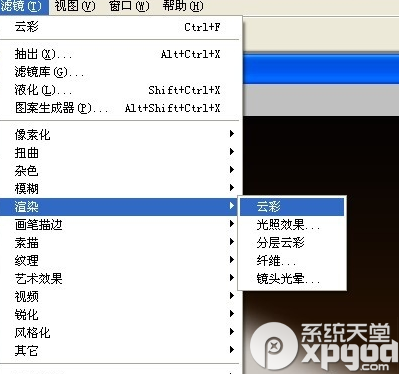 滤镜(T) 视图(V) 窗口(W) 帮助(H)
云彩 Ctrl+F
抽出(X)... Alt+Ctrl+X
滤镜库(G)...
液化(L)... Shift+Ctrl+X
图案生成器(P)... Alt+Shift+Ctrl+X
像素化
扭曲
杂色
模糊
渲染
云彩
光照效果...
分层云彩
纤维...
镜头光晕...
画笔描边
素描
纹理
艺术效果
视频
锐化
风格化
其它
系统天堂
xpgod.com